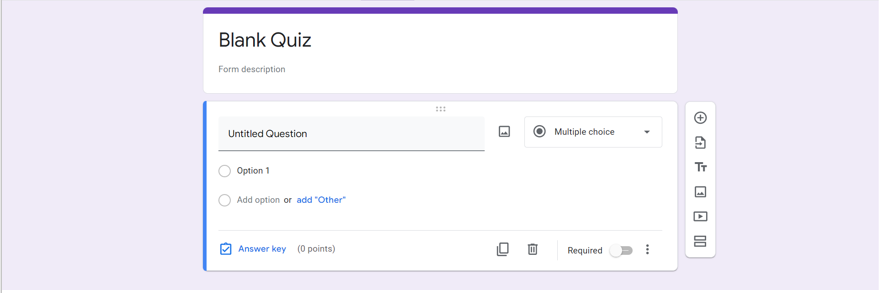 Blank Quiz
Form description
Untitled Question
Multiple choice
Option 1
Add option or add "Other"
Answer key (0 points)
Required